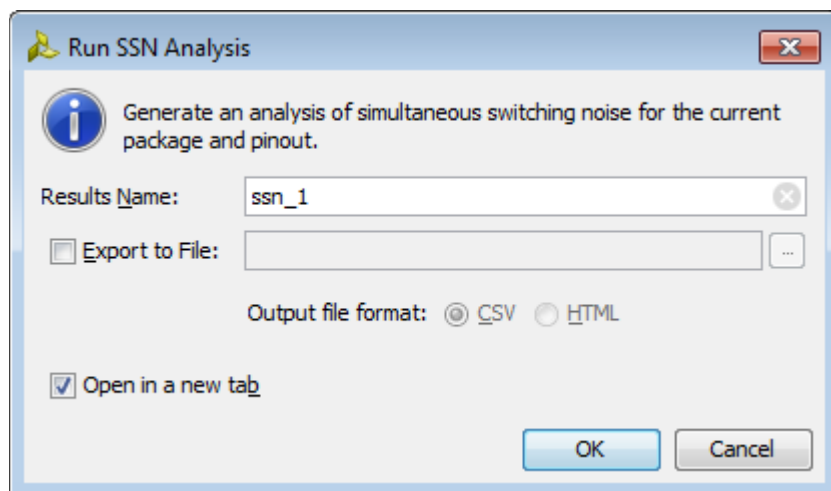 Run SSN Analysis
Generate an analysis of simultaneous switching noise for the current
package and pinout.
Results Name: ssn_1
Export to File: ...
Output file format: CSV HTML
Open in a new tab
OK Cancel